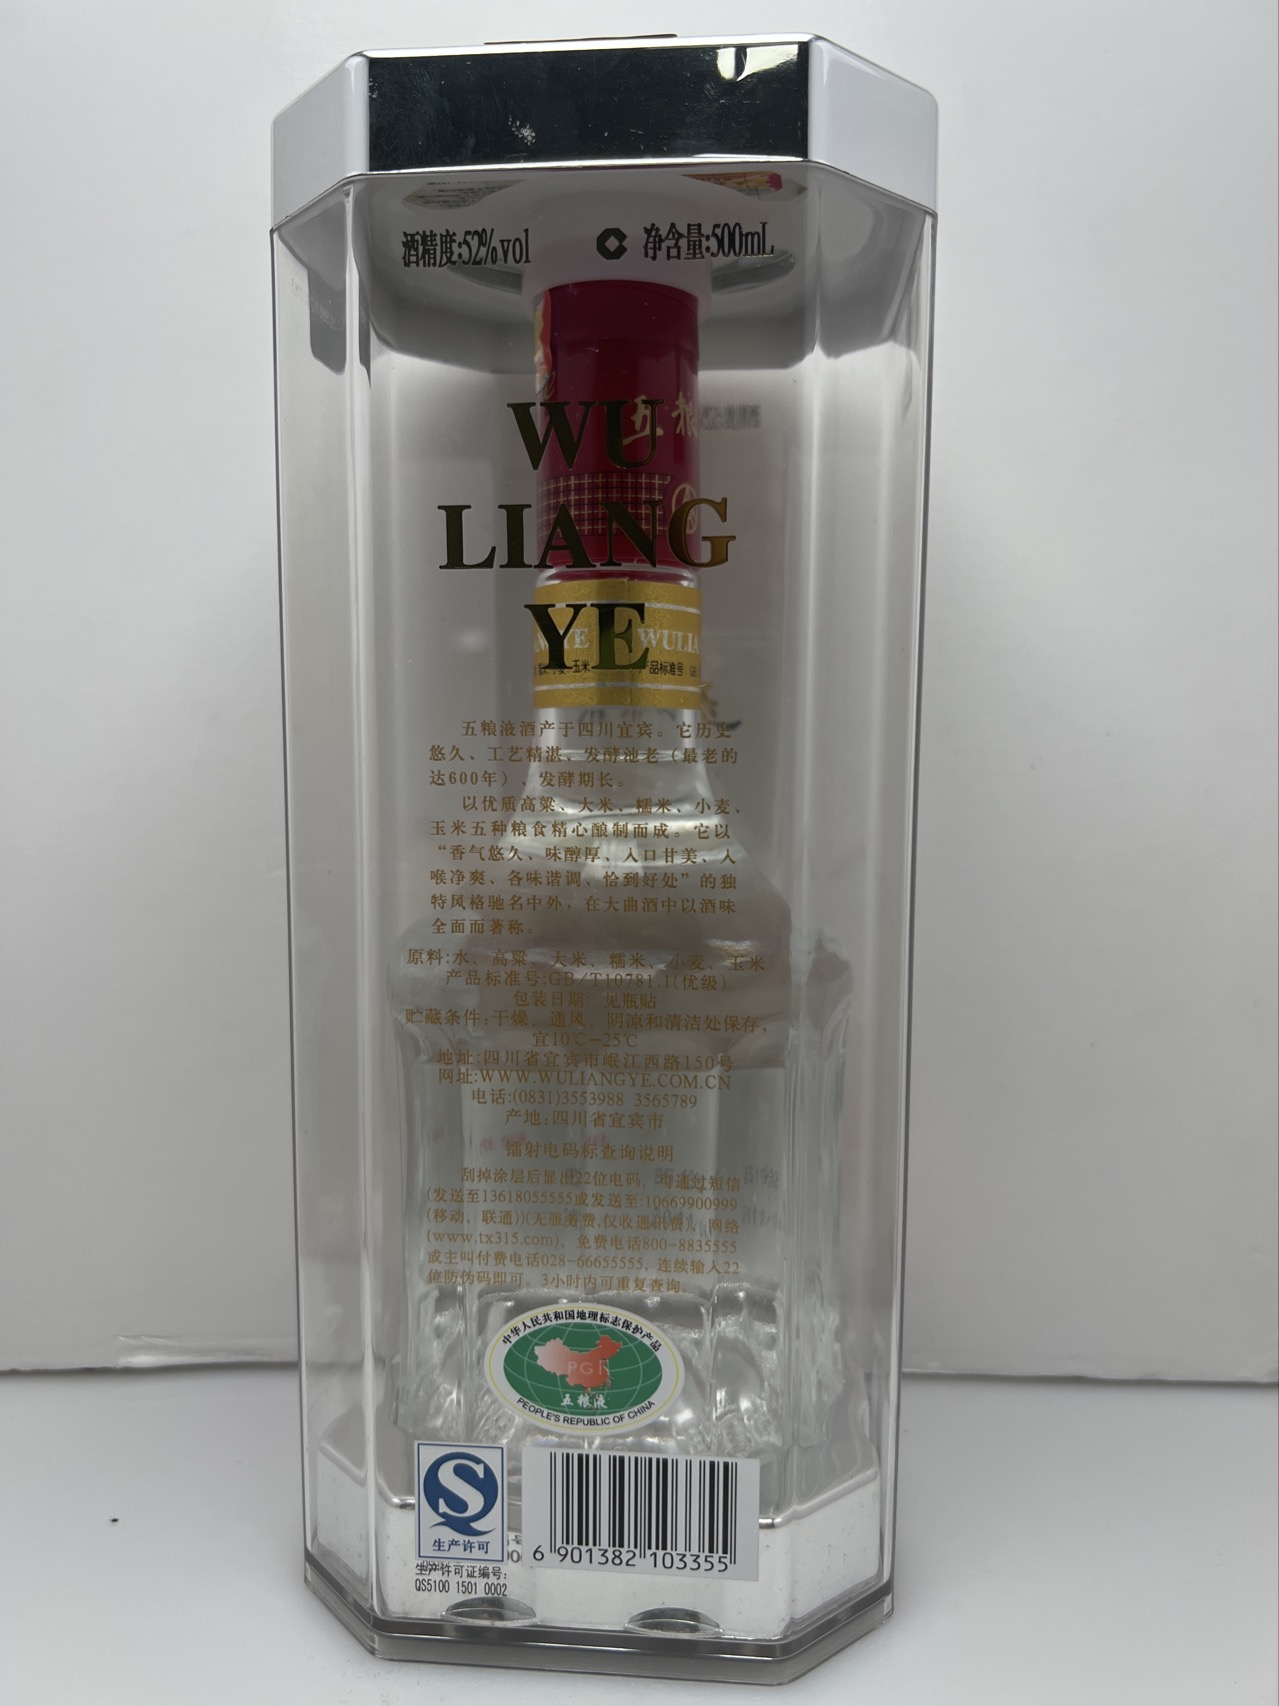 酒精度:52%vol
净含量:500mL
五粮
WU
LIANG
YE
WULIA
玉米
产品标准号
五粮液酒产于四川宜宾。它历史
悠久、工艺精湛、发酵池老（最老的
达600年）、发酵期长。
以优质高粱、大米、糯米、小麦、
玉米五种粮食精心酿制而成。它以
“香气悠久、味醇厚、入口甘美、入
喉净爽、各味谐调、恰到好处”的独
特风格驰名中外，在大曲酒中以酒味
全面而著称。
原料:水、高粱、大米、糯米、小麦、玉米
产品标准号:GB/T10781.1(优级)
包装日期: 见瓶贴
贮藏条件:干燥、通风、阴凉和清洁处保存,
宜10℃-25℃
地址:四川省宜宾市岷江西路150号
网址:WWW.WULIANGYE.COM.CN
电话:(0831)3553988 3565789
产地:四川省宜宾市
镭射电码标查询说明
刮掉涂层后显出22位电码，可通过短信
(发送至13618055555或发送至:10669900999
(移动、联通))(无服务费,仅收通讯费)、网络
(www.tx315.com)，免费电话800-8835555
或主叫付费电话028-66655555, 连续输入22
位防伪码即可，3小时内可重复查询。
中华人民共和国地理标志保护产品
PGI
五粮液
PEOPLE'S REPUBLIC OF CHINA
S
生产许可
生产许可证编号:
QS5100 1501 0002
6 901382 103355